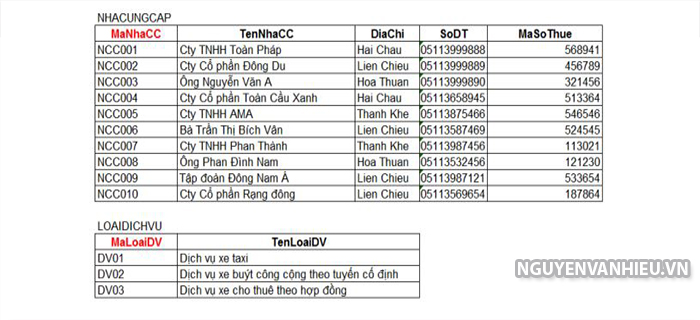 NHACUNGCAP
MaNhaCC TenNhaCC DiaChi SoDT MaSoThue
NCC001 Cty TNHH Toàn Pháp Hai Chau 05113999888 568941
NCC002 Cty Cổ phần Đông Du Lien Chieu 05113999889 456789
NCC003 Ông Nguyễn Văn A Hoa Thuan 05113999890 321456
NCC004 Cty Cổ phần Toàn Cầu Xanh Hai Chau 05113658945 513364
NCC005 Cty TNHH AMA Thanh Khe 05113875466 546546
NCC006 Bà Trần Thị Bích Vân Lien Chieu 05113587469 524545
NCC007 Cty TNHH Phan Thành Thanh Khe 05113987456 113021
NCC008 Ông Phan Đình Nam Hoa Thuan 05113532456 121230
NCC009 Tập đoàn Đông Nam Á Lien Chieu 05113987121 533654
NCC010 Cty Cổ phần Rạng đông Lien Chieu 05113569654 187864
LOAIDICHVU
MaLoaiDV TenLoaiDV
DV01 Dịch vụ xe taxi
DV02 Dịch vụ xe buýt công cộng theo tuyến cố định
DV03 Dịch vụ xe cho thuê theo hợp đồng
NGUYENVANHIEU.VN